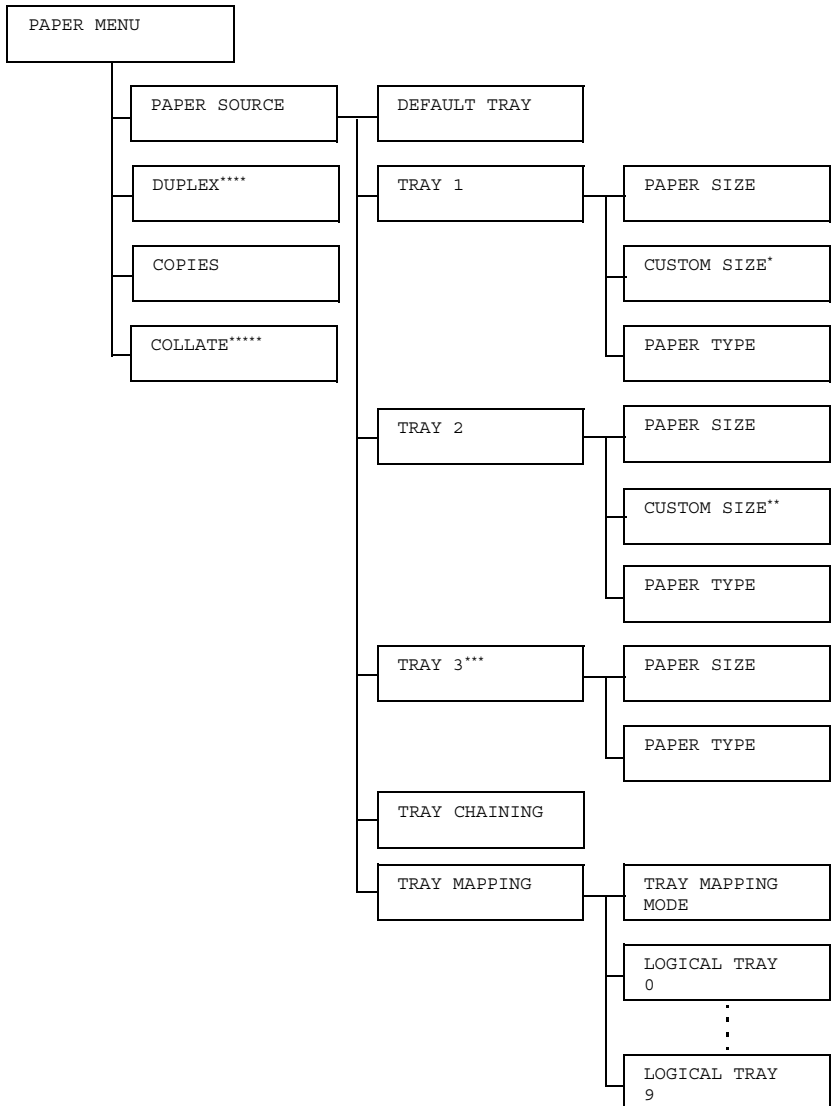 PAPER MENU
PAPER SOURCE
DEFAULT TRAY
DUPLEX****
TRAY 1
PAPER SIZE
COPIES
CUSTOM SIZE*
COLLATE*****
PAPER TYPE
TRAY 2
PAPER SIZE
CUSTOM SIZE**
PAPER TYPE
TRAY 3***
PAPER SIZE
PAPER TYPE
TRAY CHAINING
TRAY MAPPING
TRAY MAPPING
MODE
LOGICAL TRAY
0
LOGICAL TRAY
9